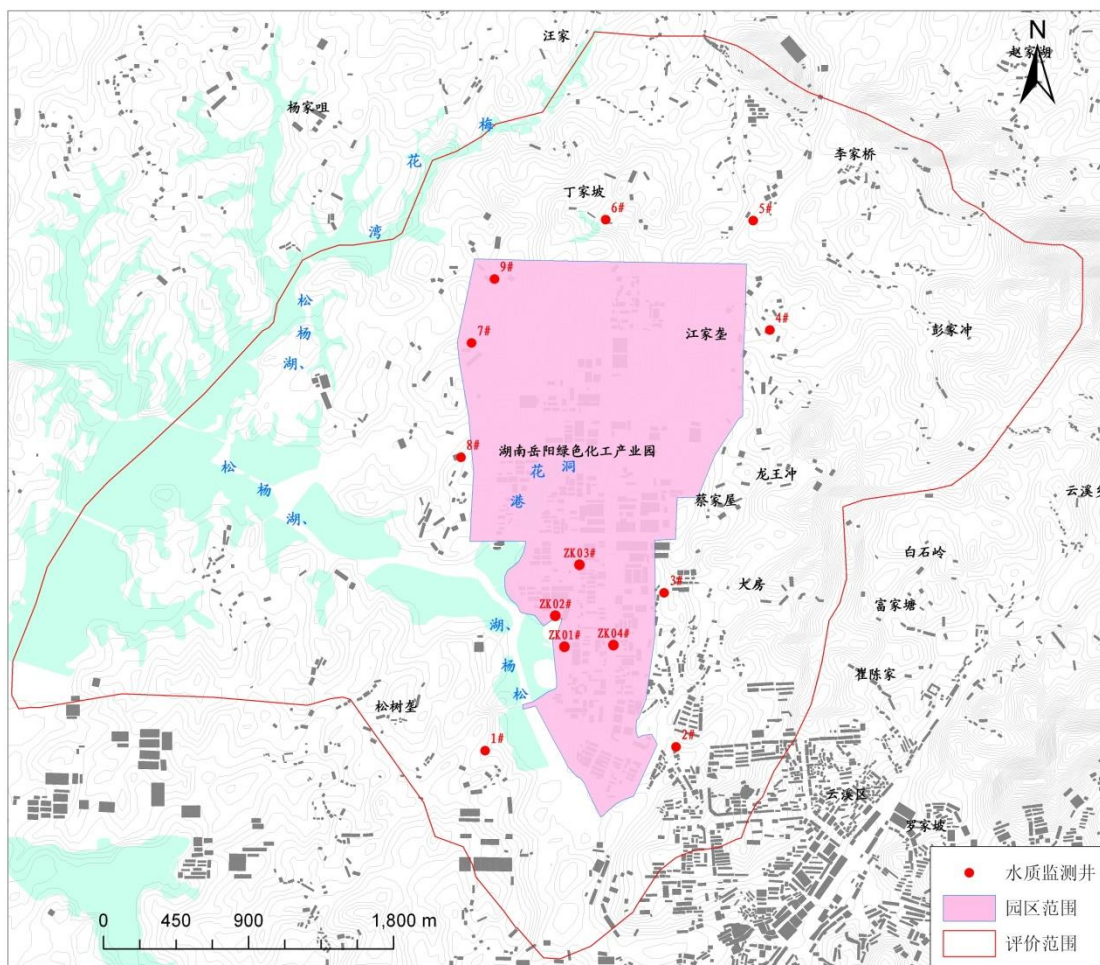 汪家
N
赵家湖
杨家咀
梅
花
湾
李家桥
丁家坡
6#
5#
9#
松
杨
湖、
7#
江家垄
4#
彭家冲
8#
湖南岳阳绿色化工产业园
松
杨
湖、
花
洞
港
龙王冲
蔡家屋
云溪乡
ZK03#
白石岭
3#
大房
ZK02#
富家塘
湖、
杨
松
ZK01#
ZK04#
崔陈家
松树垄
1#
2#
云溪区
罗家坡
水质监测井
园区范围
评价范围
0 450 900 1,800 m